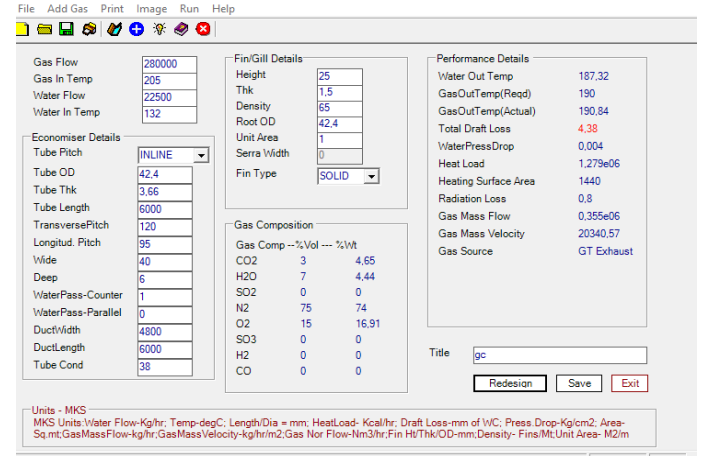 File Add Gas Print Image Run Help
Gas Flow 280000
Gas In Temp 205
Water Flow 22500
Water In Temp 132
Economiser Details
Tube Pitch INLINE
Tube OD 42,4
Tube Thk 3,66
Tube Length 6000
TransversePitch 120
Longitud. Pitch 95
Wide 40
Deep 6
WaterPass-Counter 1
WaterPass-Parallel 0
DuctWidth 4800
DuctLength 6000
Tube Cond 38
Fin/Gill Details
Height 25
Thk 1,5
Density 65
Root OD 42,4
Unit Area 1
Serra Width 0
Fin Type SOLID
Gas Composition
Gas Comp --%Vol --- %Wt
CO2 3 4,65
H2O 7 4,44
SO2 0 0
N2 75 74
O2 15 16,91
SO3 0 0
H2 0 0
CO 0 0
Performance Details
Water Out Temp 187,32
GasOutTemp(Reqd) 190
GasOutTemp(Actual) 190,84
Total Draft Loss 4,38
WaterPressDrop 0,004
Heat Load 1,279e06
Heating Surface Area 1440
Radiation Loss 0,8
Gas Mass Flow 0,355e06
Gas Mass Velocity 20340,57
Gas Source GT Exhaust
Title gc
Redesign Save Exit
Units - MKS
MKS Units:Water Flow-Kg/hr; Temp-degC; Length/Dia = mm; HeatLoad- Kcal/hr; Draft Loss-mm of WC; Press.Drop-Kg/cm2; Area-
Sq.mt;GasMassFlow-kg/hr;GasMassVelocity-kg/hr/m2;Gas Nor Flow-Nm3/hr;Fin Ht/Thk/OD-mm;Density- Fins/Mt;Unit Area- M2/m